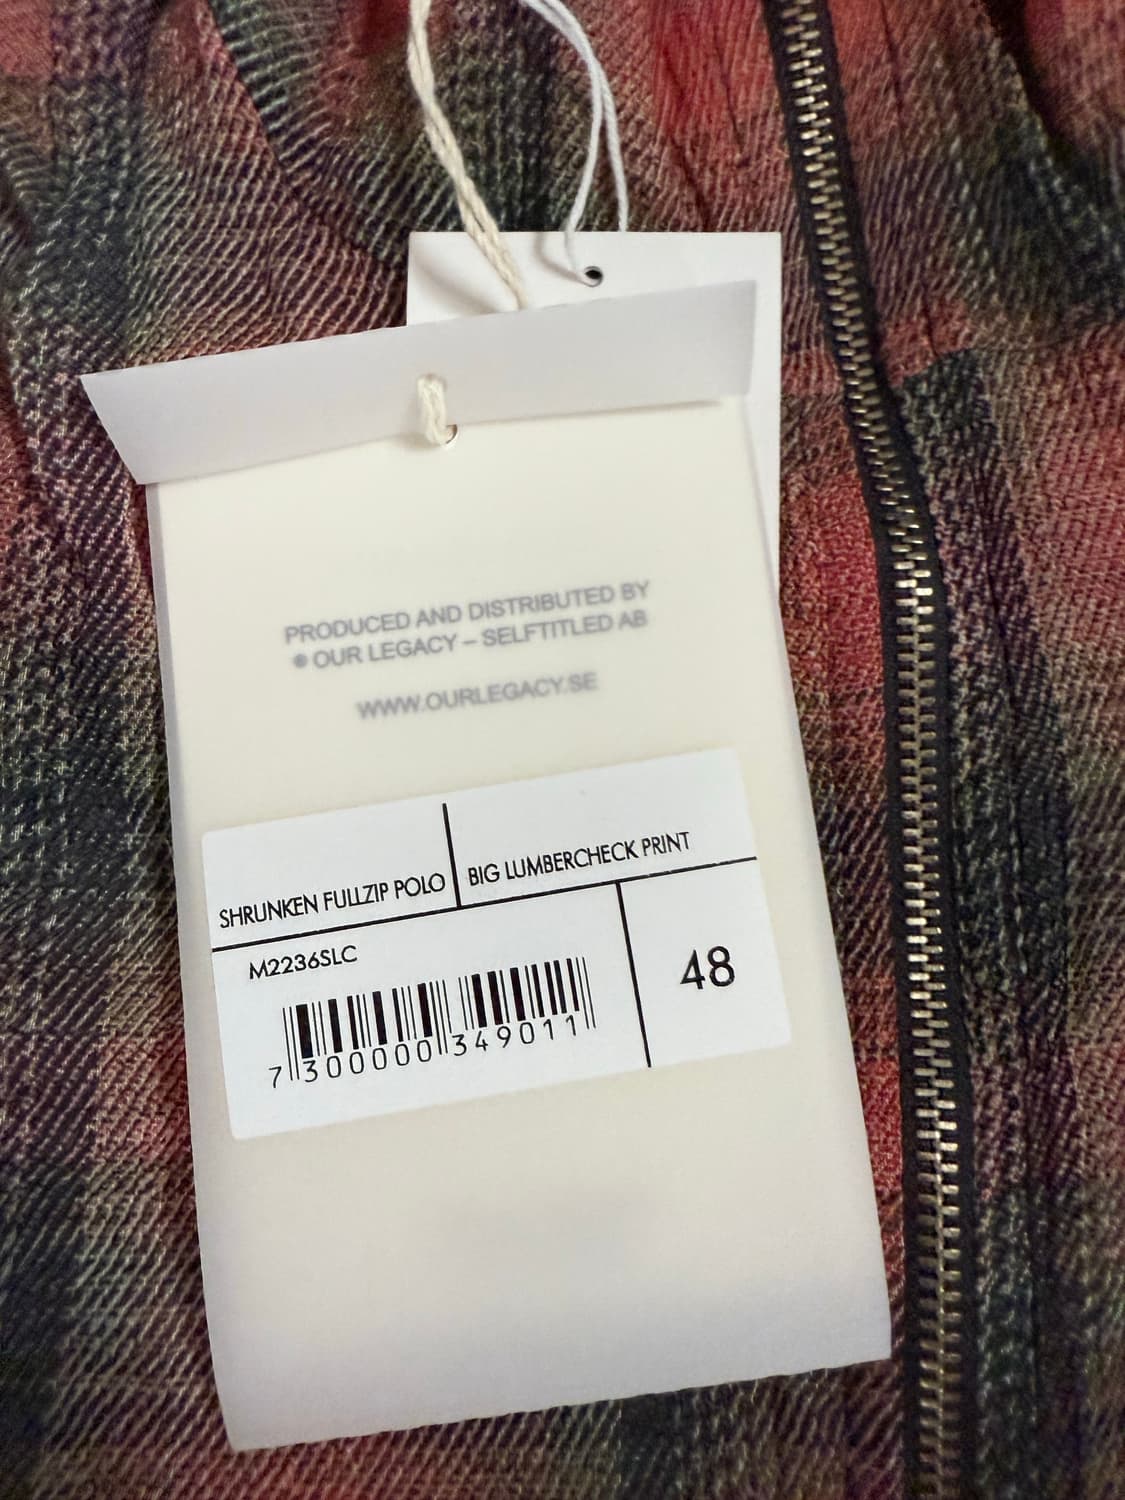 PRODUCED AND DISTRIBUTED BY
® OUR LEGACY – SELFTITLED AB
WWW.OURLEGACY.SE
SHRUNKEN FULLZIP POLO
BIG LUMBERCHECK PRINT
M2236SLC
48
7 300000 349011